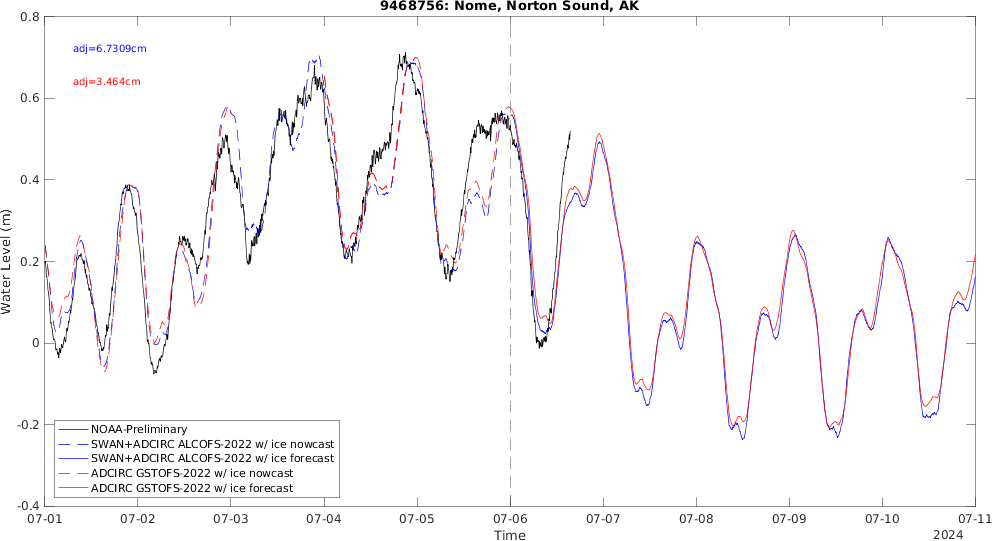 9468756: Nome, Norton Sound, AK
0.8
adj=6.7309cm
adj=3.464cm
0.6
0.4
0.2
0
-0.2
-0.4
Water Level (m)
NOAA-Preliminary
SWAN+ADCIRC ALCOFS-2022 w/ ice nowcast
SWAN+ADCIRC ALCOFS-2022 w/ ice forecast
ADCIRC GSTOFS-2022 w/ ice nowcast
ADCIRC GSTOFS-2022 w/ ice forecast
07-01 07-02 07-03 07-04 07-05 07-06 07-07 07-08 07-09 07-10 07-11
Time
2024